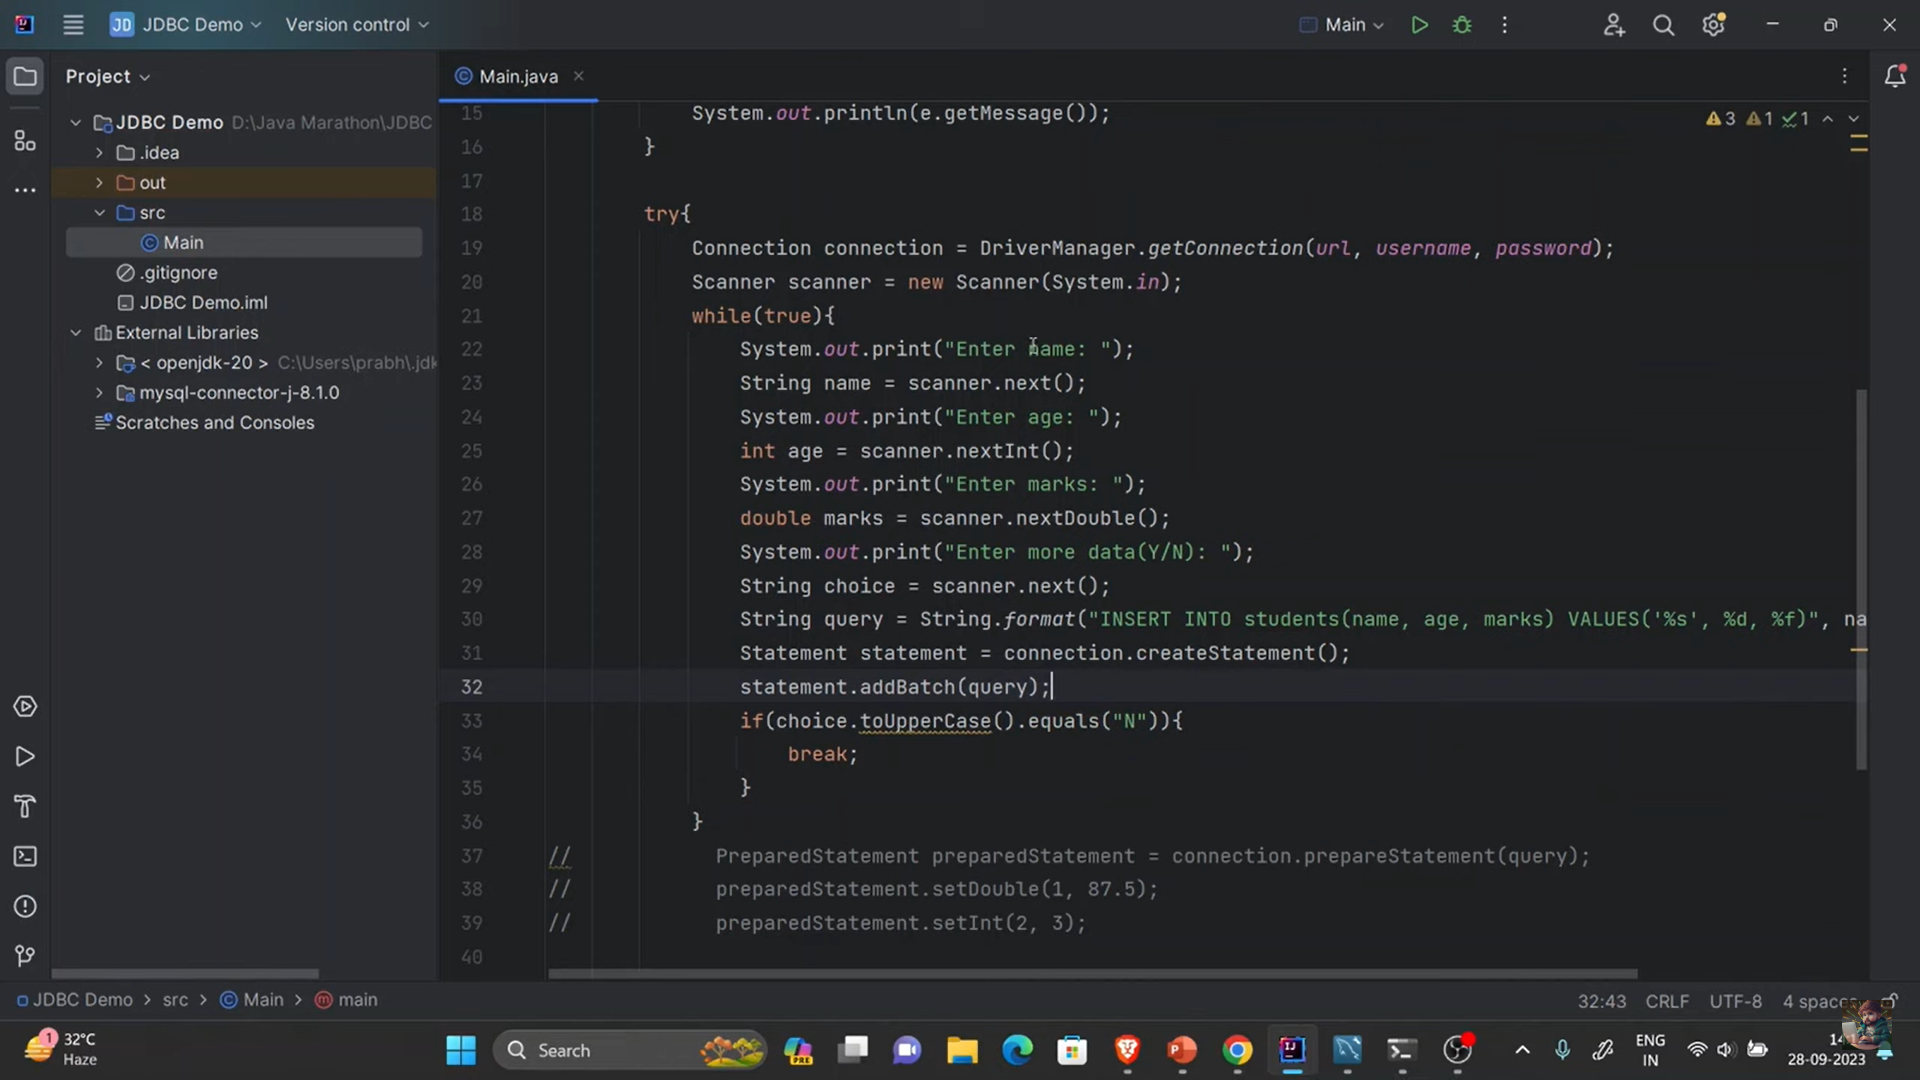 JD JDBC Demo Version control Main
Project Main.java
JDBC Demo D:\Java Marathon\JDBC
.idea
out
src
Main
.gitignore
JDBC Demo.iml
External Libraries
< openjdk-20 > C:\Users\prabh\.jdk
mysql-connector-j-8.1.0
Scratches and Consoles
3 1 1
15 System.out.println(e.getMessage());
16 }
17
18 try{
19 Connection connection = DriverManager.getConnection(url, username, password);
20 Scanner scanner = new Scanner(System.in);
21 while(true){
22 System.out.print("Enter name: ");
23 String name = scanner.next();
24 System.out.print("Enter age: ");
25 int age = scanner.nextInt();
26 System.out.print("Enter marks: ");
27 double marks = scanner.nextDouble();
28 System.out.print("Enter more data(Y/N): ");
29 String choice = scanner.next();
30 String query = String.format("INSERT INTO students(name, age, marks) VALUES('%s', %d, %f)", na
31 Statement statement = connection.createStatement();
32 statement.addBatch(query);
33 if(choice.toUpperCase().equals("N")){
34 break;
35 }
36 }
37 // PreparedStatement preparedStatement = connection.prepareStatement(query);
38 // preparedStatement.setDouble(1, 87.5);
39 // preparedStatement.setInt(2, 3);
40
JDBC Demo > src > Main > main 32:43 CRLF UTF-8 4 spaces
1 32°C
Haze
Search
PRE
ENG
IN
14
28-09-2023